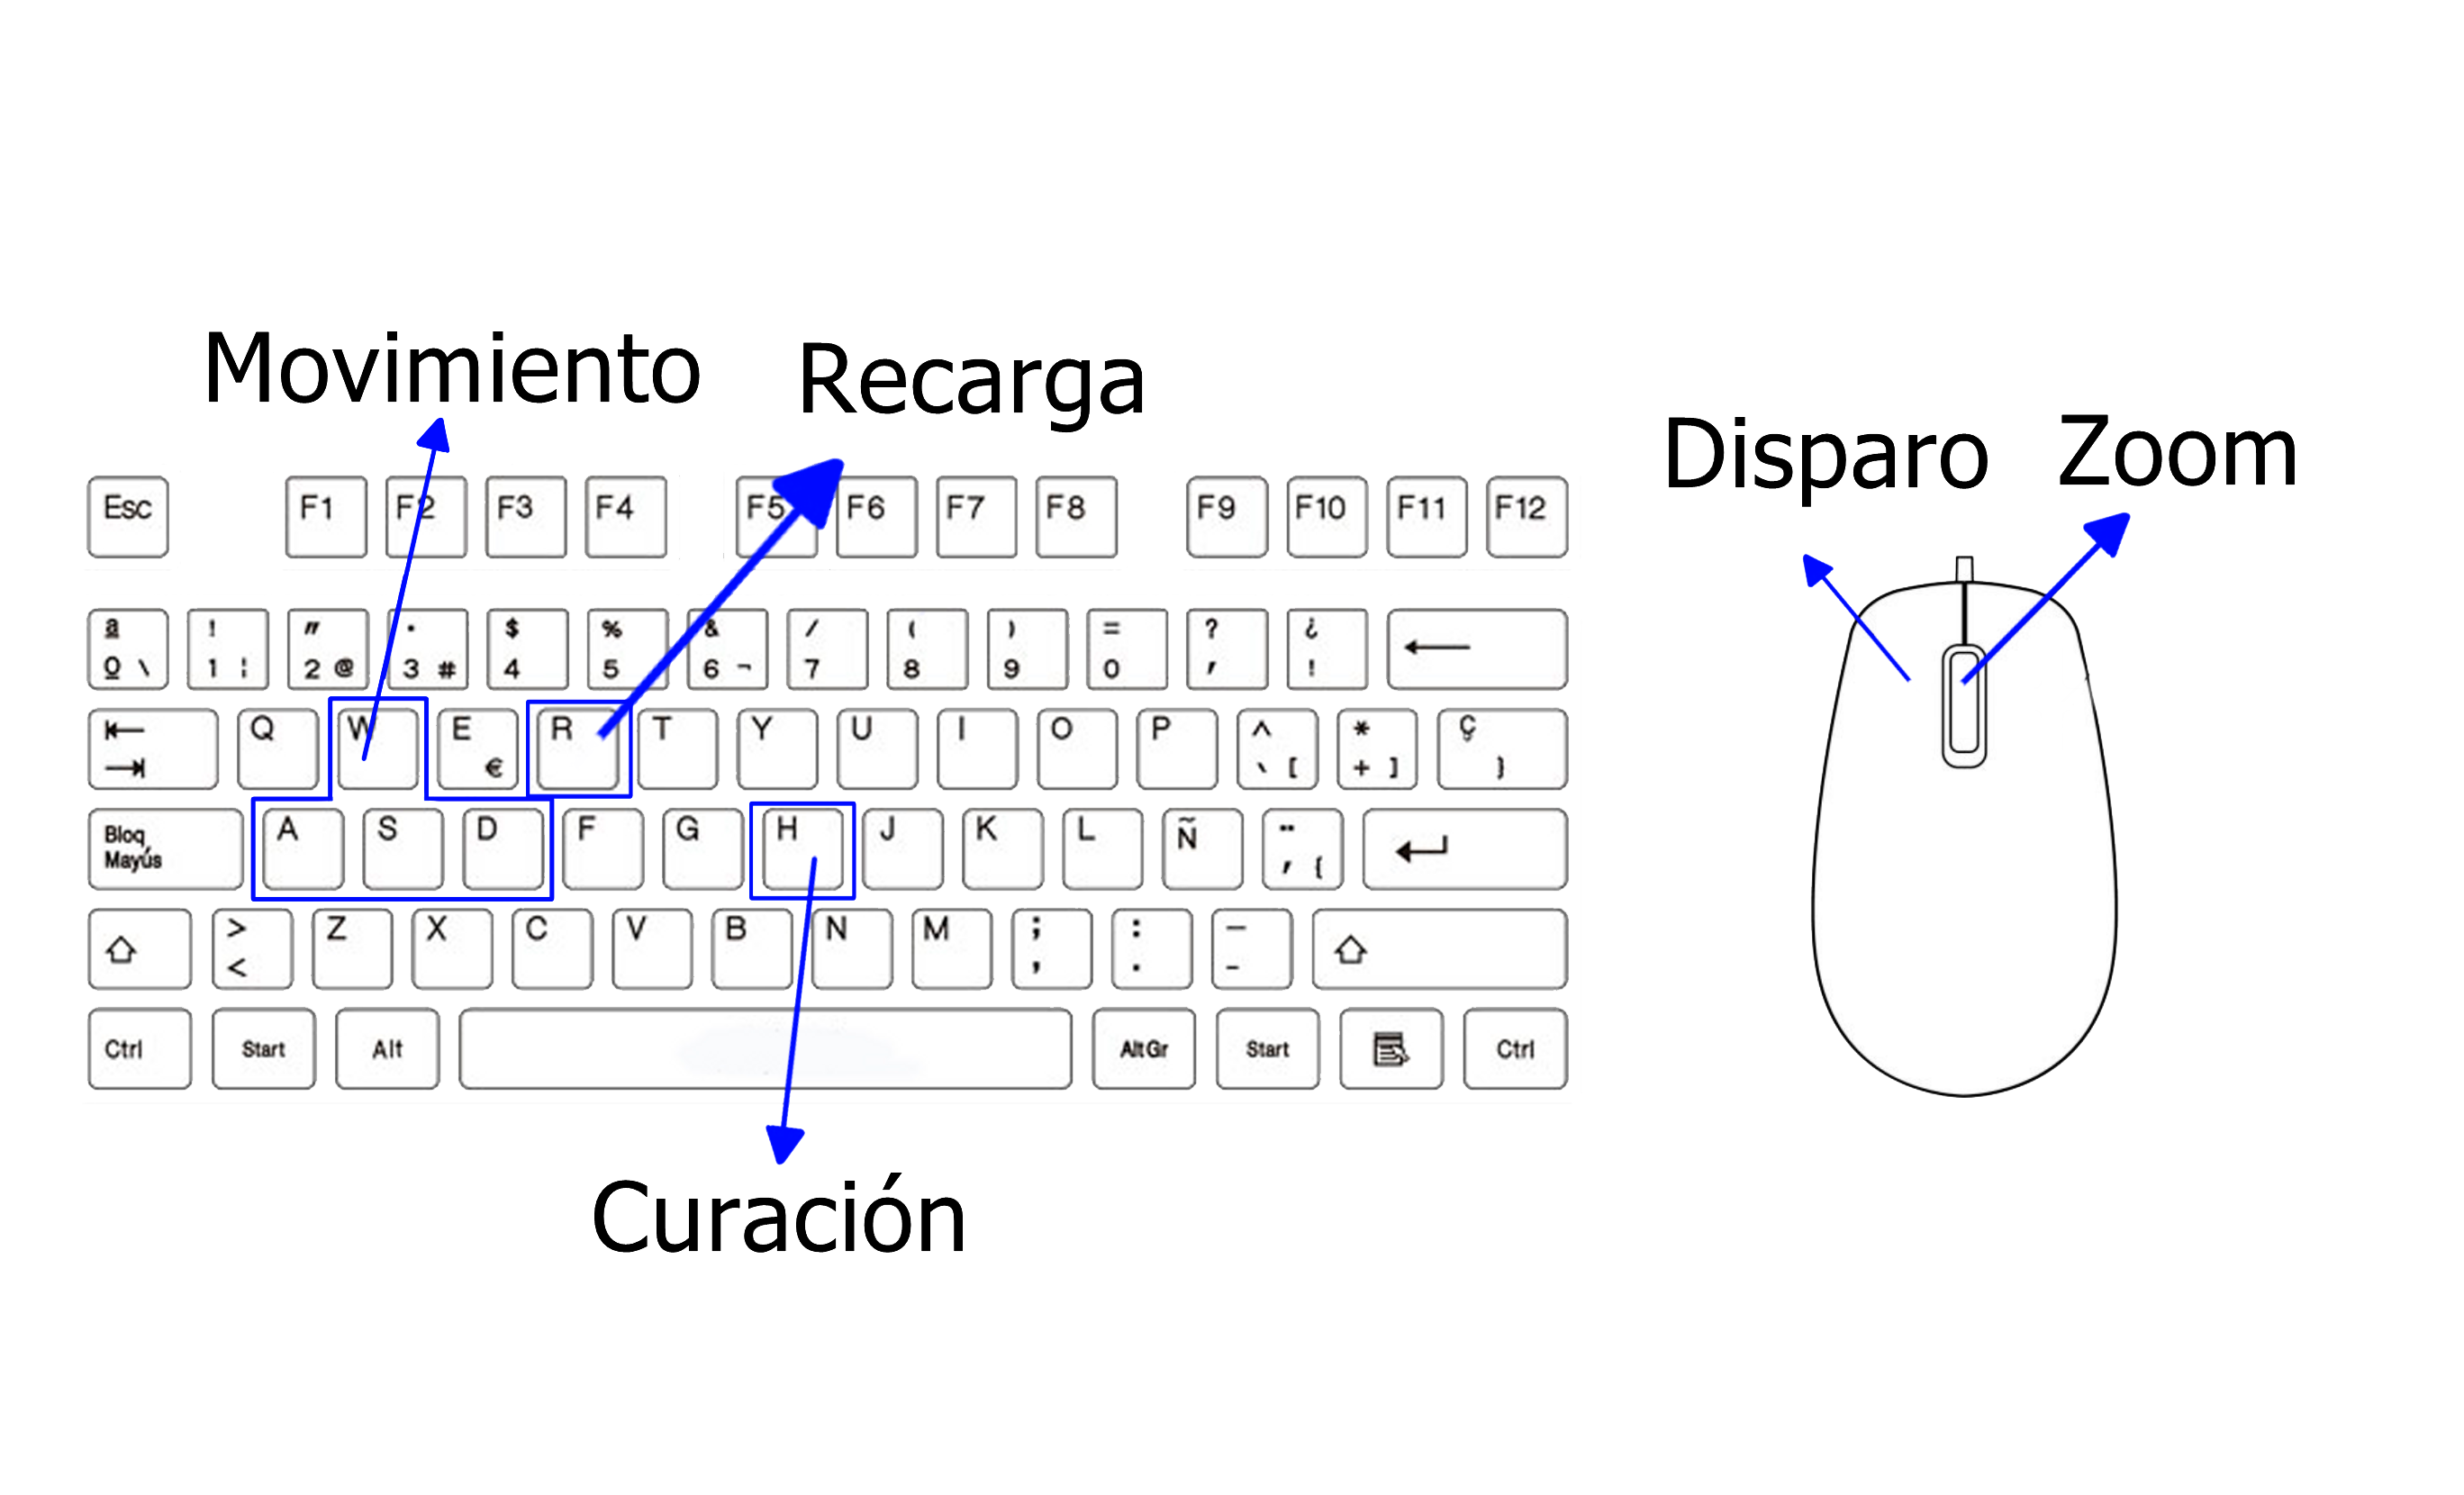 Movimiento
Recarga
Disparo Zoom
Esc F1 F2 F3 F4 F5 F6 F7 F8 F9 F10 F11 F12
ª ! " · $ % & / ( ) = ? ¿
º \ 1 ¦ 2 @ 3 # 4 5 6 ¬ 7 8 9 0 ' ! ←
⇤ Q W E R T Y U I O P ^ * Ç
⇥ € ` [ + ] }
Bloq Mayús A S D F G H J K L Ñ ¨ ↵
´ {
⇧ > Z X C V B N M ; : — ⇧
< , . -
Ctrl Start Alt AltGr Start Ctrl
Curación